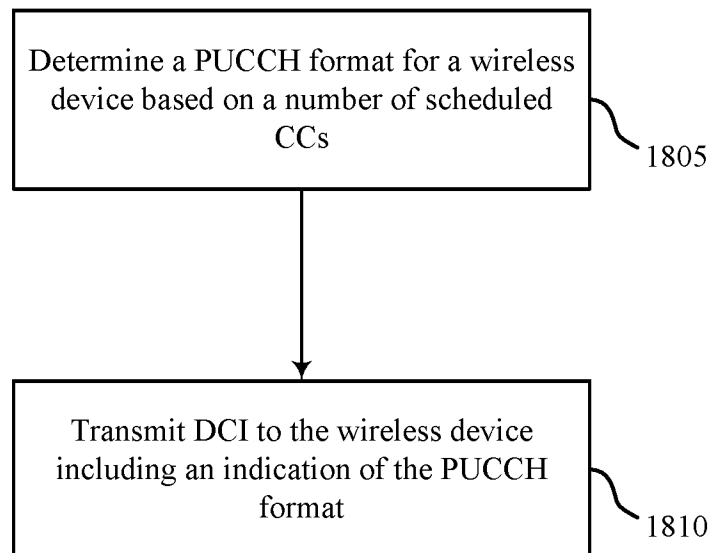 Determine a PUCCH format for a wireless
device based on a number of scheduled
CCs
1805
Transmit DCI to the wireless device
including an indication of the PUCCH
format
1810